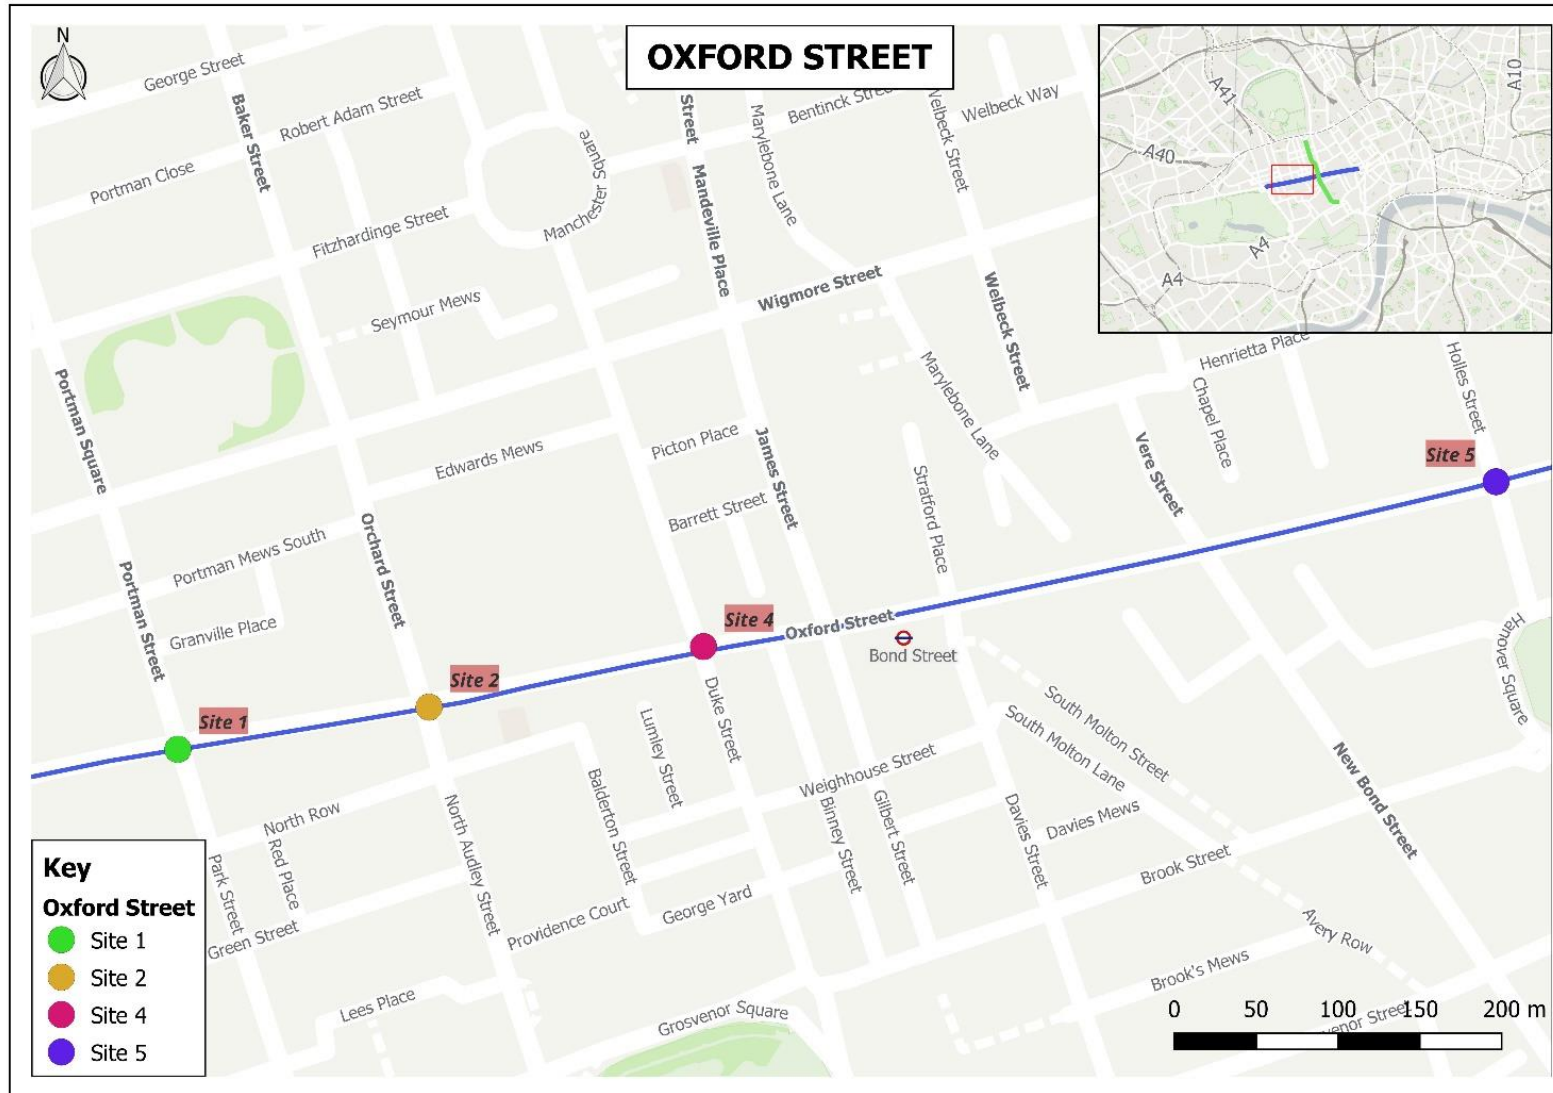 OXFORD STREET
N
George Street
Baker Street
Robert Adam Street
Portman Close
Fitzhardinge Street
Manchester Square
Street
Mandeville Place
Marylebone Lane
Bentinck
Welbeck Street
Welbeck Way
Seymour Mews
Wigmore Street
Welbeck Street
Marylebone Lane
Henrietta Place
Chapel Place
Holles Street
A41
A40
A10
A4
A4
Portman Square
Edwards Mews
Picton Place
James Street
Barrett Street
Stratford Place
Vere Street
Site 5
Portman Mews South
Orchard Street
Portman Street
Granville Place
Site 4
Oxford Street
Bond Street
Hanover Square
Site 2
Site 1
Duke Street
Lumley Street
South Molton Street
South Molton Lane
Weighhouse Street
Balderton Street
North Row
Red Place
Park Street
North Audley Street
Binney Street
Gilbert Street
Davies Street
Davies Mews
New Bond Street
Brook Street
George Yard
Providence Court
Green Street
Avery Row
Brook's Mews
Lees Place
Grosvenor Square
venor Street
Key
Oxford Street
Site 1
Site 2
Site 4
Site 5
0 50 100 150 200 m